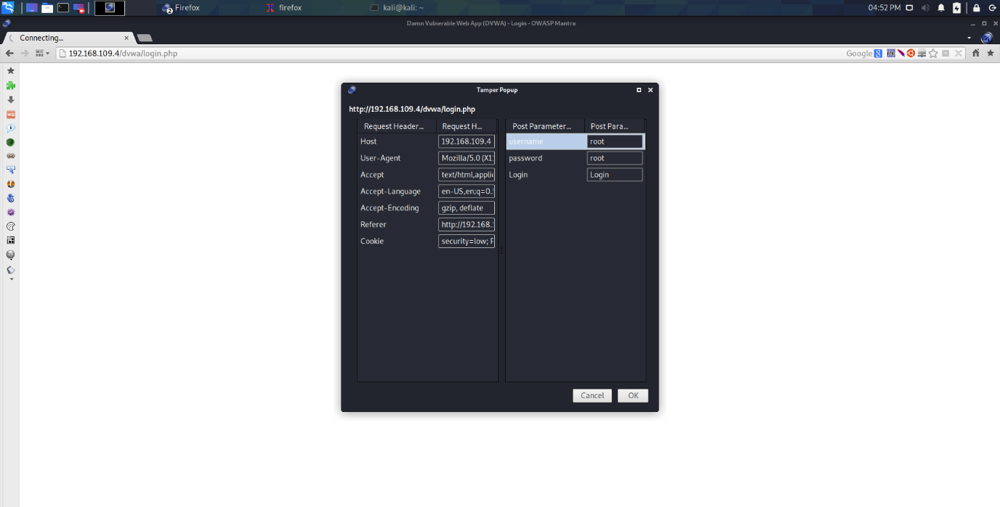 Firefox
firefox
kali@kali: ~
04:52 PM
Damn Vulnerable Web App (DVWA) - Login - OWASP Mantra
Connecting...
192.168.109.4/dvwa/login.php
Google
Tamper Popup
http://192.168.109.4/dvwa/login.php
Request Header... Request H... Post Parameter... Post Para...
Host 192.168.109.4 username root
User-Agent Mozilla/5.0 (X11 password root
Accept text/html,applic Login Login
Accept-Language en-US,en;q=0.5
Accept-Encoding gzip, deflate
Referer http://192.168.
Cookie security=low; P
Cancel OK